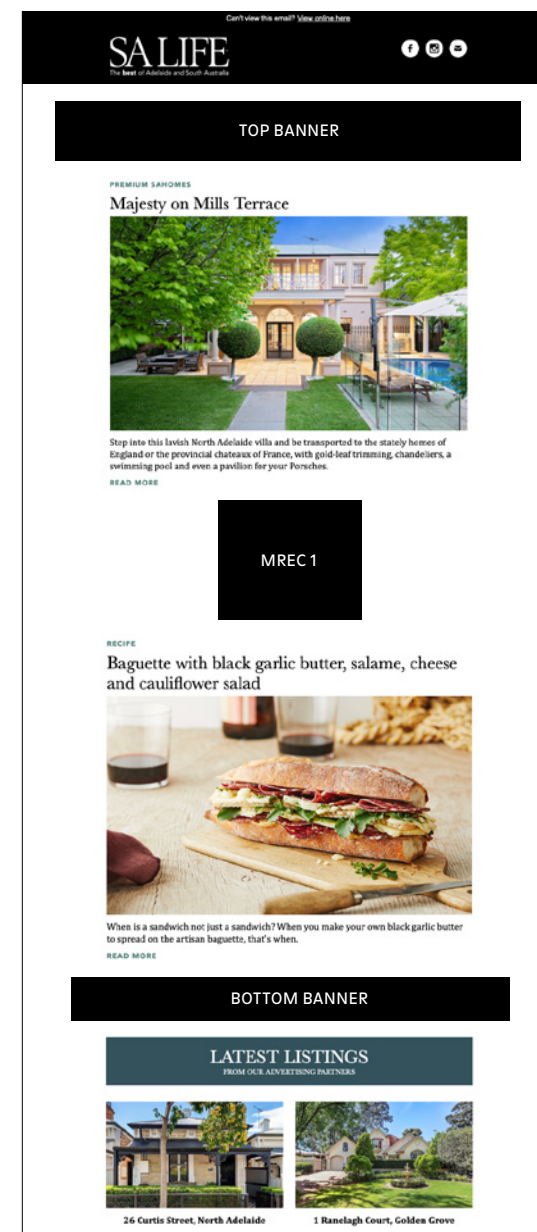 Can't view this email? View online here
SA LIFE
The best of Adelaide and South Australia
TOP BANNER
PREMIUM SAHOMES
Majesty on Mills Terrace
Step into this lavish North Adelaide villa and be transported to the stately homes of
England or the provincial chateaux of France, with gold-leaf trimming, chandeliers, a
swimming pool and even a pavilion for your Porsches.
READ MORE
MREC 1
RECIPE
Baguette with black garlic butter, salame, cheese
and cauliflower salad
When is a sandwich not just a sandwich? When you make your own black garlic butter
to spread on the artisan baguette, that's when.
READ MORE
BOTTOM BANNER
LATEST LISTINGS
FROM OUR ADVERTISING PARTNERS
26 Curtis Street, North Adelaide
1 Ranelagh Court, Golden Grove